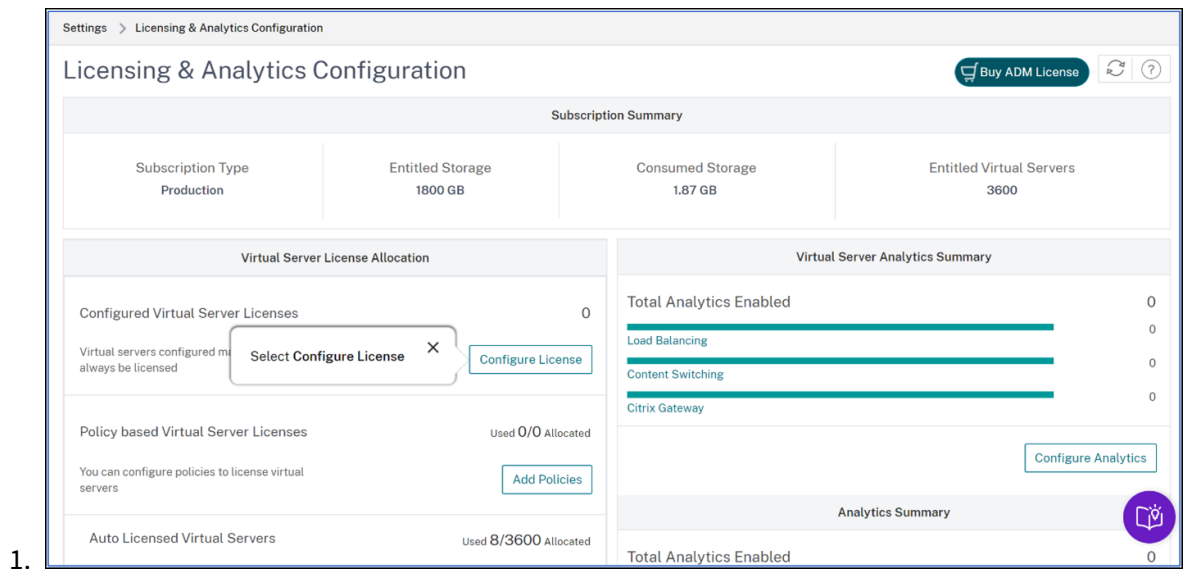 Settings > Licensing & Analytics Configuration
Licensing & Analytics Configuration
Buy ADM License
?
Subscription Summary
Subscription Type
Production
Entitled Storage
1800 GB
Consumed Storage
1.87 GB
Entitled Virtual Servers
3600
Virtual Server License Allocation
Configured Virtual Server Licenses 0
Virtual servers configured
always be licensed
Select Configure License
Configure License
Policy based Virtual Server Licenses Used 0/0 Allocated
You can configure policies to license virtual
servers
Add Policies
Auto Licensed Virtual Servers Used 8/3600 Allocated
Virtual Server Analytics Summary
Total Analytics Enabled 0
0
Load Balancing
0
Content Switching
0
Citrix Gateway
Configure Analytics
Analytics Summary
Total Analytics Enabled 0
1.